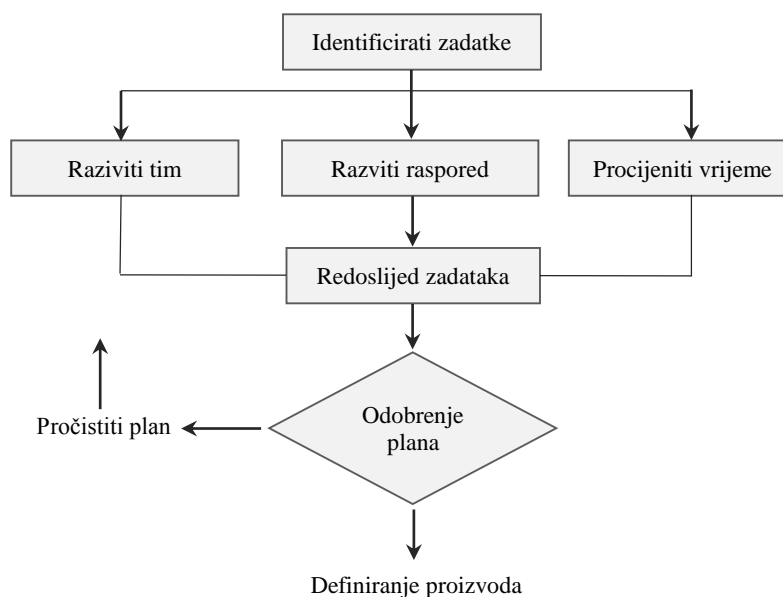 Identificirati zadatke
Raziviti tim
Razviti raspored
Procijeniti vrijeme
Redoslijed zadataka
Odobrenje
plana
Pročistiti plan
Definiranje proizvoda